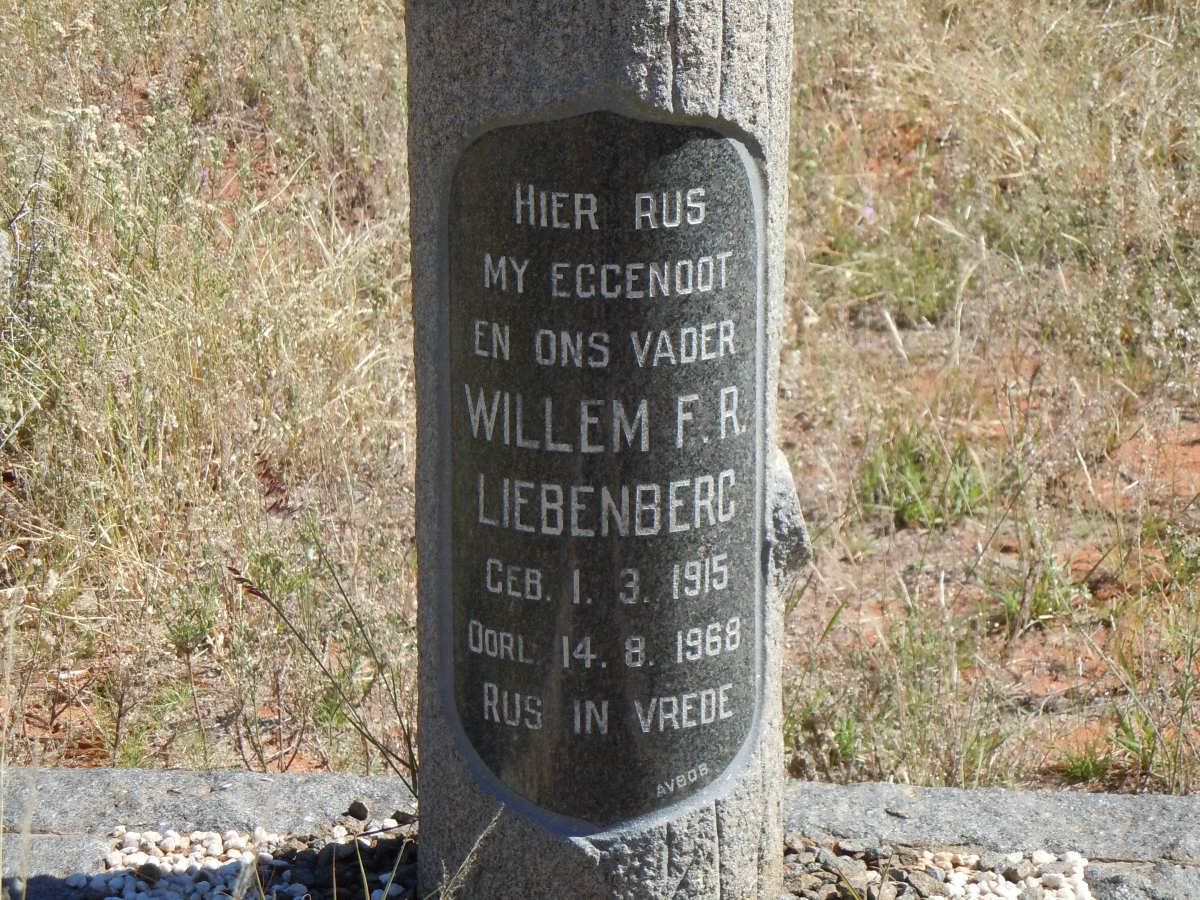 HIER RUS
MY EGGENOOT
EN ONS VADER
WILLEM F. R.
LIEBENBERG
GEB. 1. 3. 1915
OORL. 14. 8. 1968
RUS IN VREDE
AVBOB